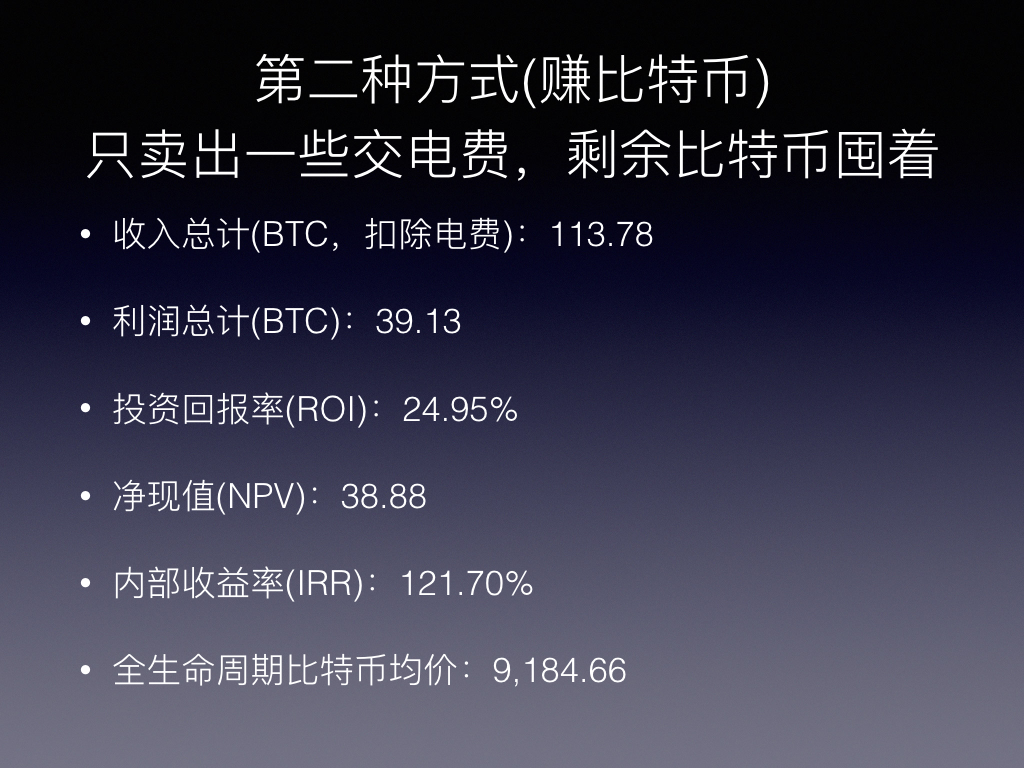 第二种方式(赚比特币)
只卖出一些交电费，剩余比特币囤着
• 收入总计(BTC，扣除电费)：113.78
• 利润总计(BTC)：39.13
• 投资回报率(ROI)：24.95%
• 净现值(NPV)：38.88
• 内部收益率(IRR)：121.70%
• 全生命周期比特币均价：9,184.66